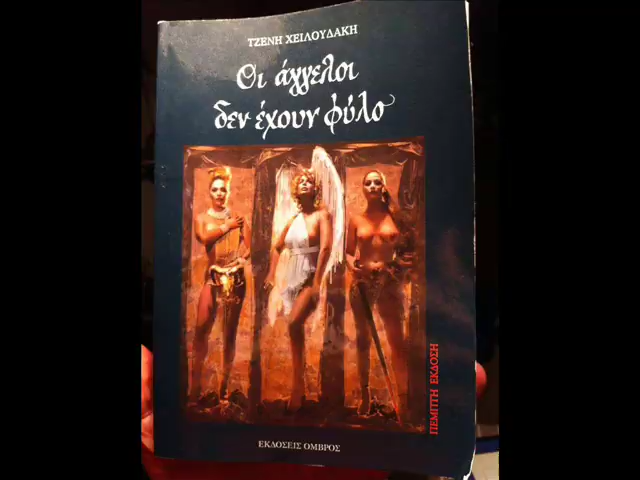 ΤΖΕΝΗ ΧΕΙΛΟΥΔΑΚΗ
Οι άγγελοι
δεν έχουν φύλο
ΠΕΜΠΤΗ ΕΚΔΟΣΗ
ΕΚΔΟΣΕΙΣ ΟΜΒΡΟΣ